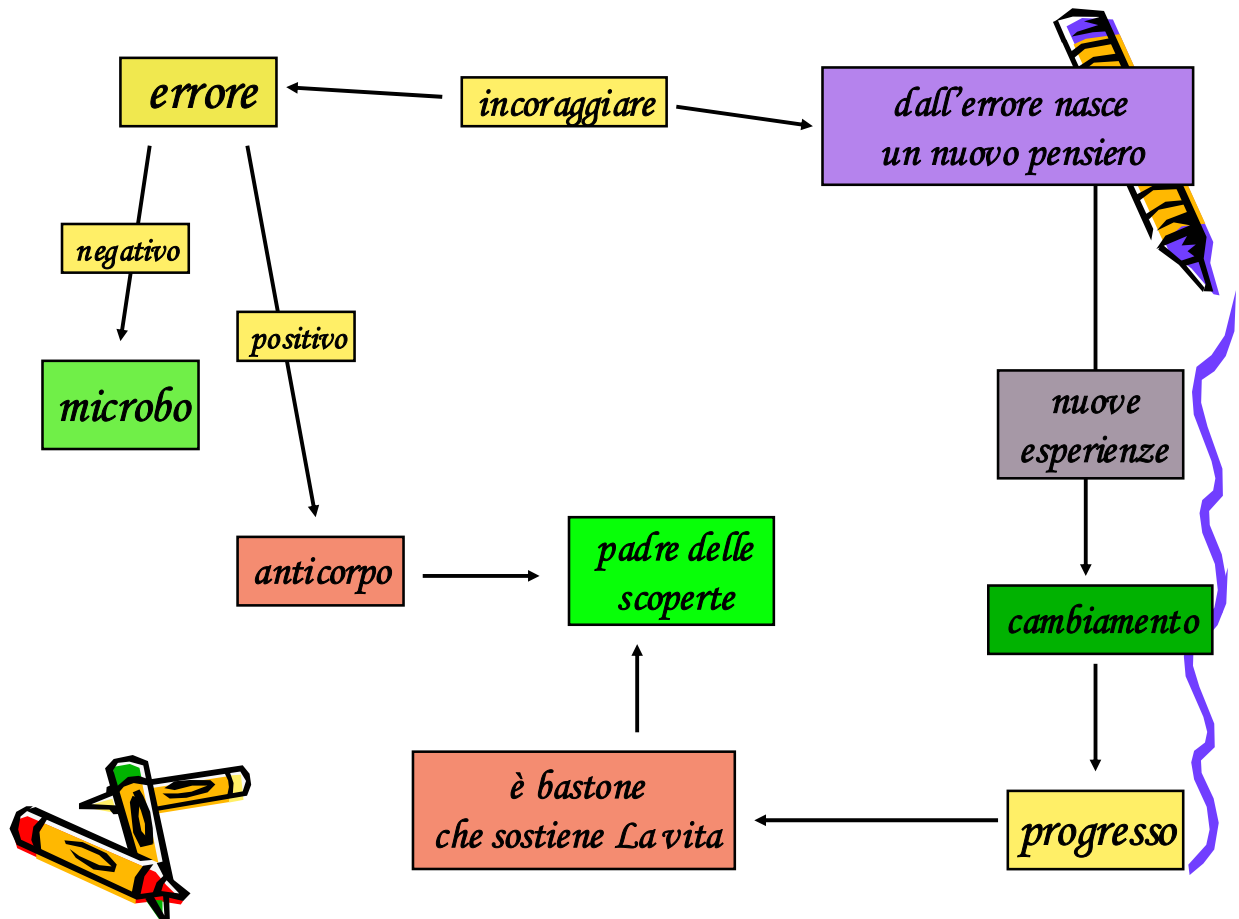 errore
incoraggiare
dall'errore nasce
un nuovo pensiero
negativo
positivo
microbo
nuove
esperienze
anticorpo
padre delle
scoperte
cambiamento
è bastone
che sostiene La vita
progresso